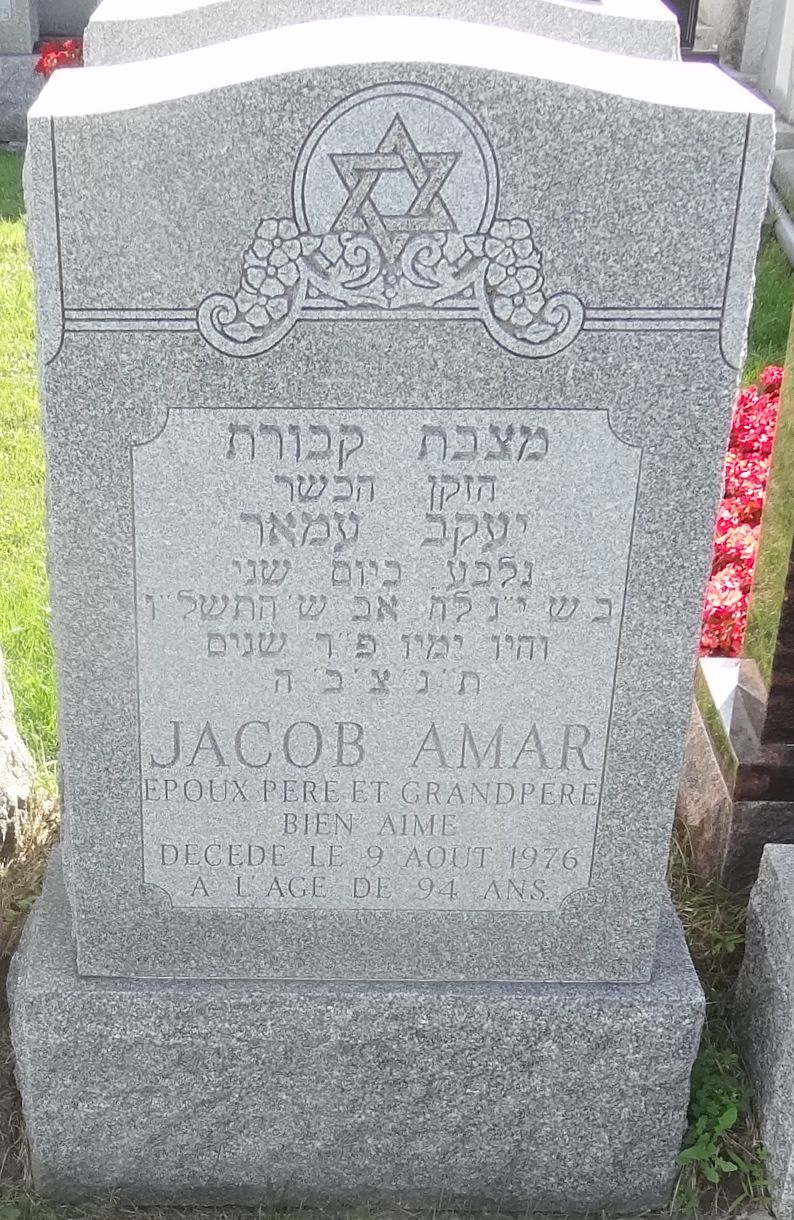 מצבת קבורת
הזקן הכשר
יעקב עמאר
נלבע ביום שני
ב ש י״נ לה אב ש״ התשל״ו
והיו ימיו פ״ר שנים
ת׳נ׳צ׳ב׳ה
JACOB AMAR
EPOUX PERE ET GRANDPERE
BIEN AIME
DECEDE LE 9 AOUT 1976
A L'AGE DE 94 ANS.